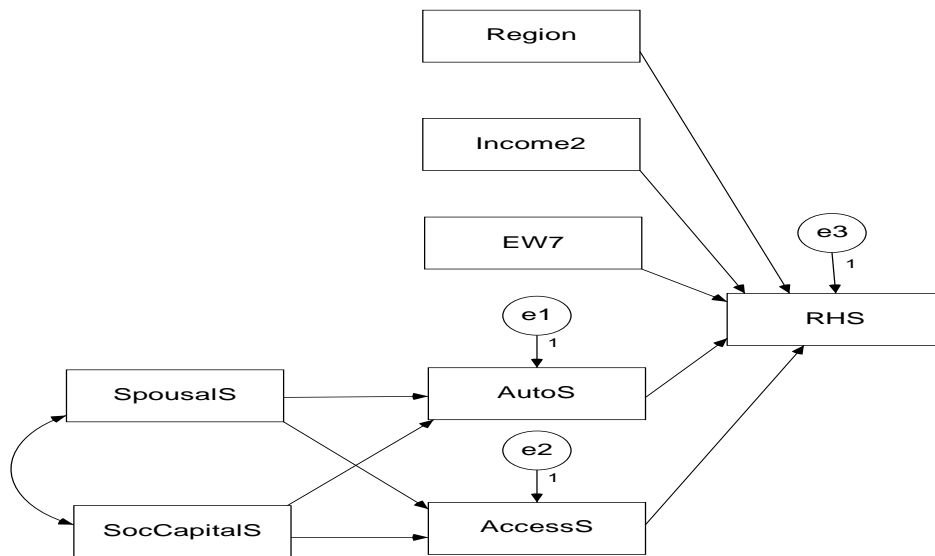 Region
Income2
EW7
e3
1
RHS
e1
1
SpousalS
AutoS
e2
1
SocCapitalS
AccessS